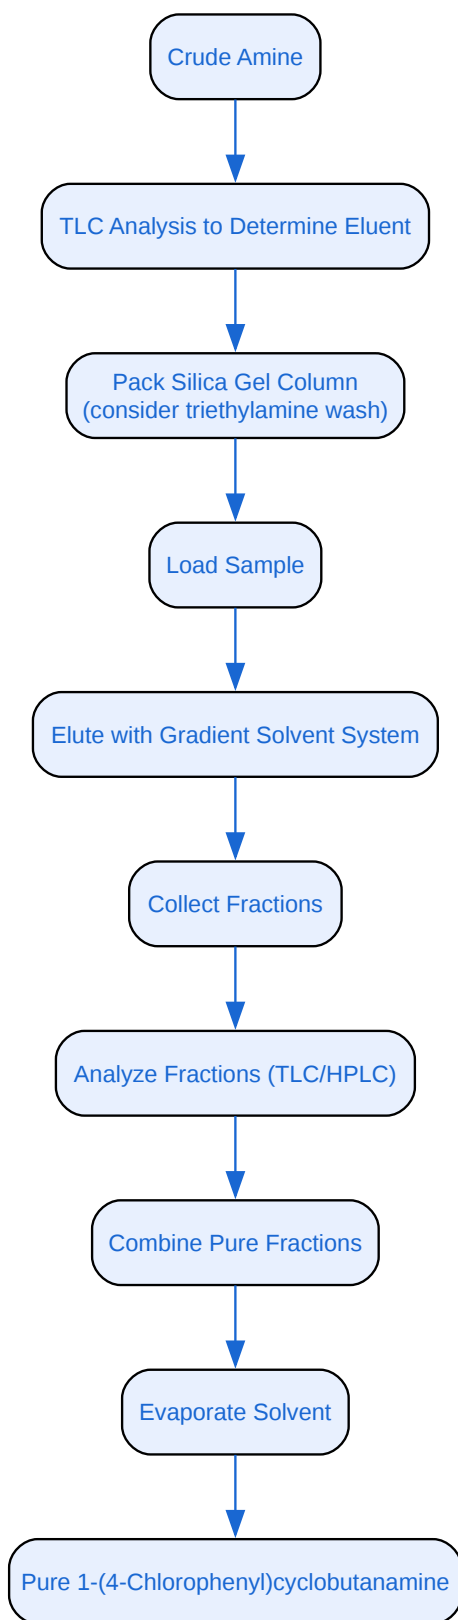 Crude Amine
TLC Analysis to Determine Eluent
Pack Silica Gel Column
(consider triethylamine wash)
Load Sample
Elute with Gradient Solvent System
Collect Fractions
Analyze Fractions (TLC/HPLC)
Combine Pure Fractions
Evaporate Solvent
Pure 1-(4-Chlorophenyl)cyclobutanamine